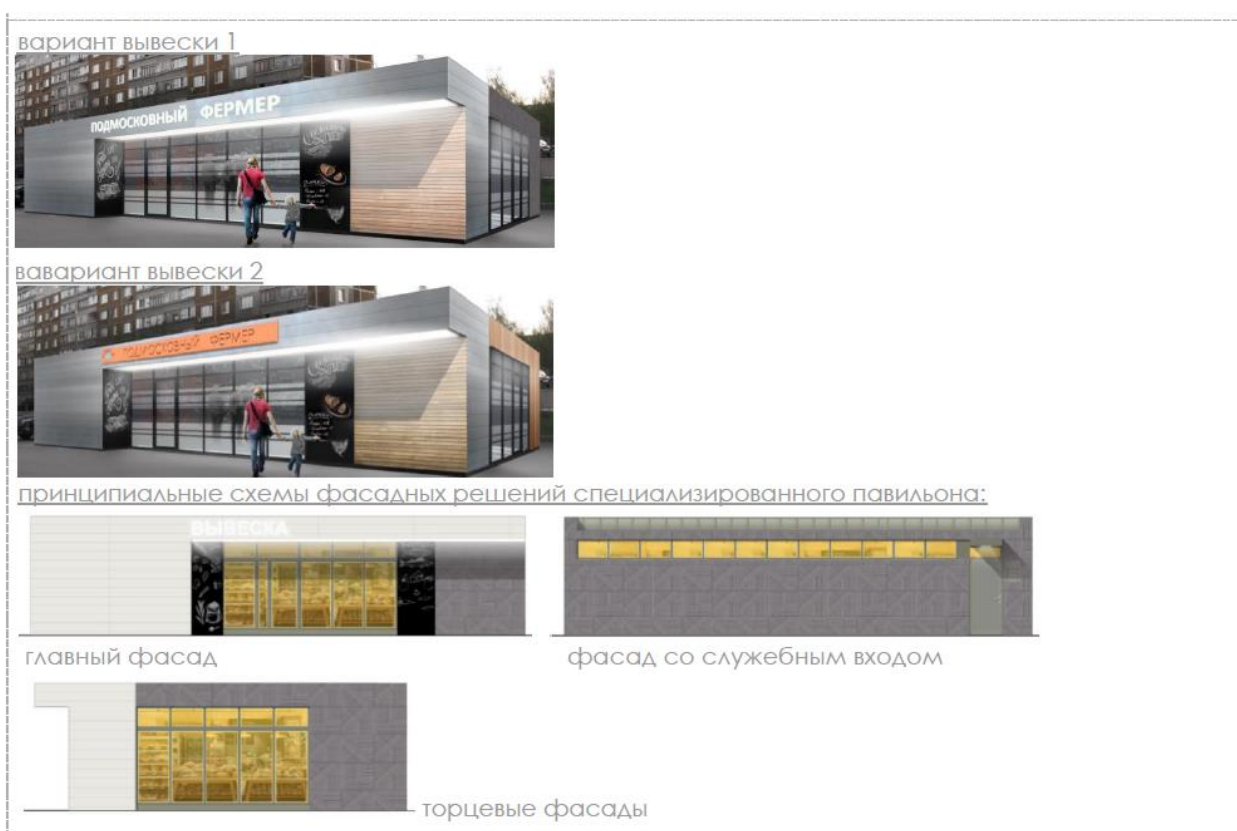 вариант вывески 1
ПОДМОСКОВНЫЙ ФЕРМЕР
вавариант вывески 2
ПОДМОСКОВНЫЙ ФЕРМЕР
принципиальные схемы фасадных решений специализированного павильона:
ВЫВЕСКА
главный фасад
фасад со служебным входом
торцевые фасады